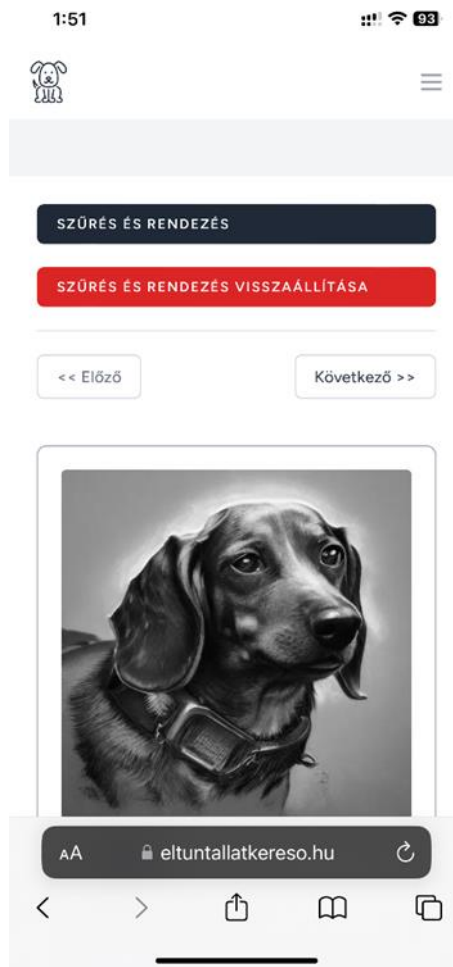 1:51
93
SZŰRÉS ÉS RENDEZÉS
SZŰRÉS ÉS RENDEZÉS VISSZAÁLLÍTÁSA
<< Előző
Következő >>
AA
eltuntallatkereso.hu